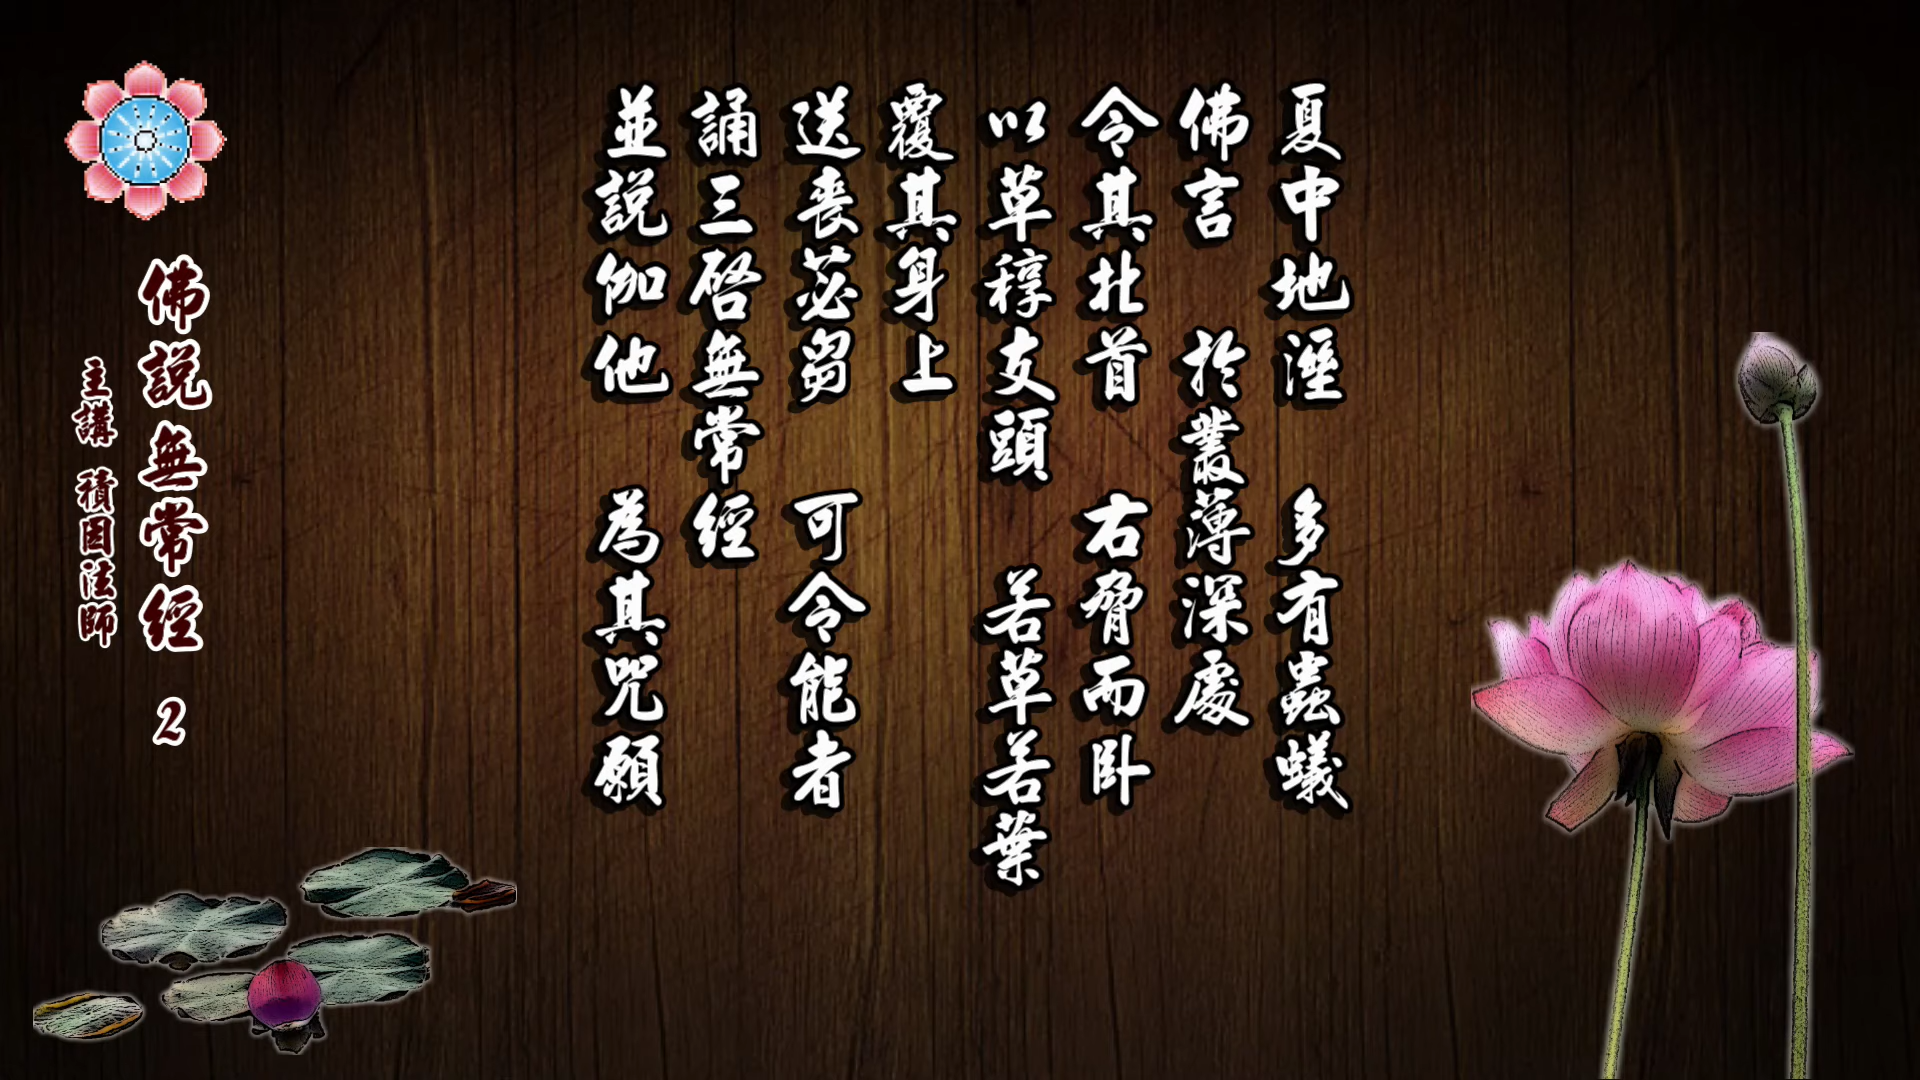 夏中地溼 多有蟲蟻
佛言 於叢薄深處
令其北首 右脅而臥
以草稕支頭 若草若葉
覆其身上
送喪苾芻 可令能者
誦三啓無常經
並説伽他 為其咒願
佛説無常經 2
主講 積因法師